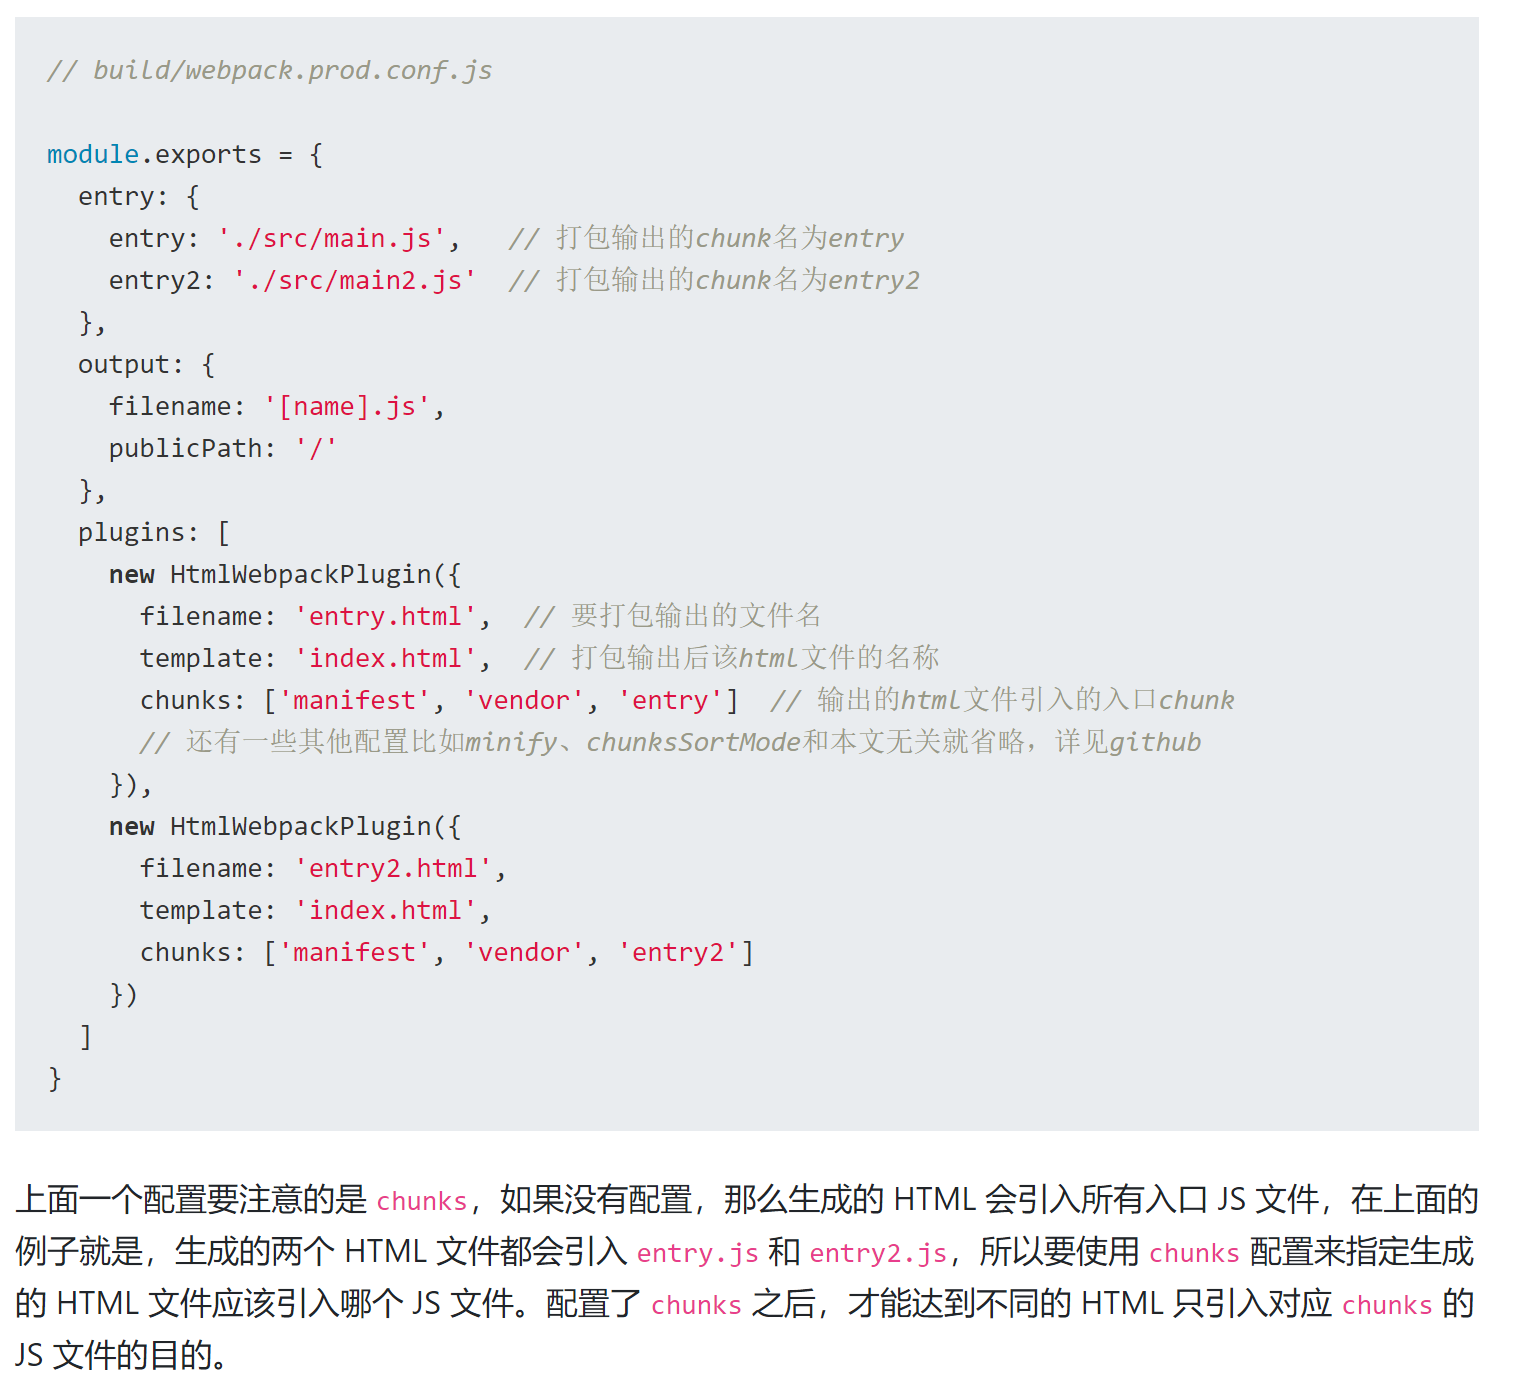 // build/webpack.prod.conf.js
module.exports = {
  entry: {
    entry: './src/main.js',   // 打包输出的chunk名为entry
    entry2: './src/main2.js'  // 打包输出的chunk名为entry2
  },
  output: {
    filename: '[name].js',
    publicPath: '/'
  },
  plugins: [
    new HtmlWebpackPlugin({
      filename: 'entry.html',  // 要打包输出的文件名
      template: 'index.html',  // 打包输出后该html文件的名称
      chunks: ['manifest', 'vendor', 'entry']  // 输出的html文件引入的入口chunk
      // 还有一些其他配置比如minify、chunksSortMode和本文无关就省略，详见github
    }),
    new HtmlWebpackPlugin({
      filename: 'entry2.html',
      template: 'index.html',
      chunks: ['manifest', 'vendor', 'entry2']
    })
  ]
}
上面一个配置要注意的是 chunks，如果没有配置，那么生成的 HTML 会引入所有入口 JS 文件，在上面的
例子就是，生成的两个 HTML 文件都会引入 entry.js 和 entry2.js，所以要使用 chunks 配置来指定生成
的 HTML 文件应该引入哪个 JS 文件。配置了 chunks 之后，才能达到不同的 HTML 只引入对应 chunks 的
JS 文件的目的。